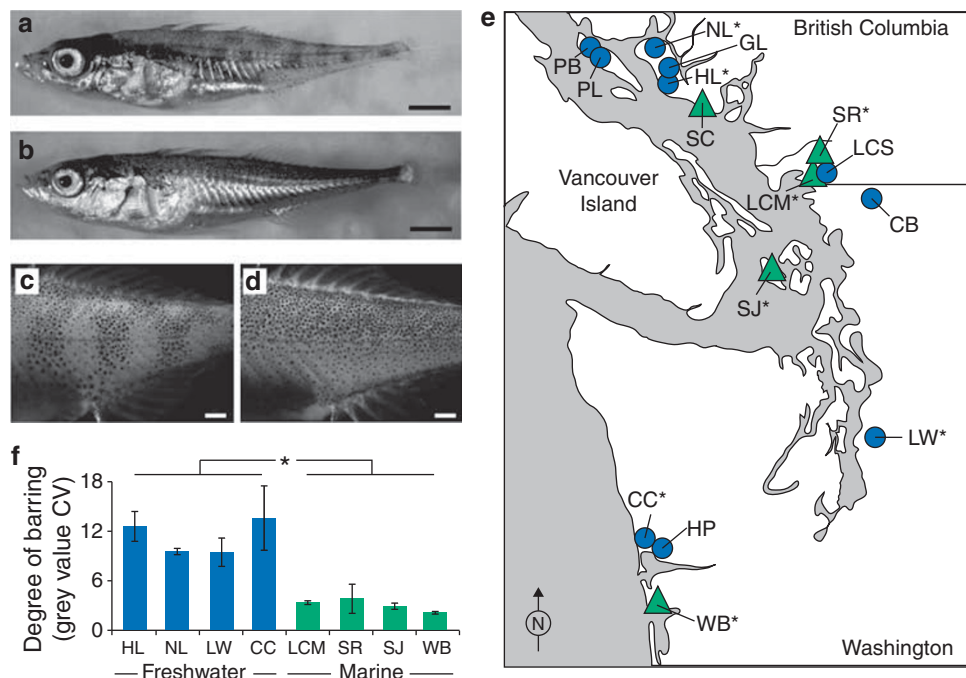 a
b
c
d
e
British Columbia
NL*
GL
PB
HL*
PL
SC
SR*
LCS
Vancouver
Island
LCM*
CB
SJ*
LW*
CC*
HP
WB*
N
Washington
f
*
Degree of barring
(grey value CV)
18
12
6
0
HL NL LW CC LCM SR SJ WB
Freshwater Marine